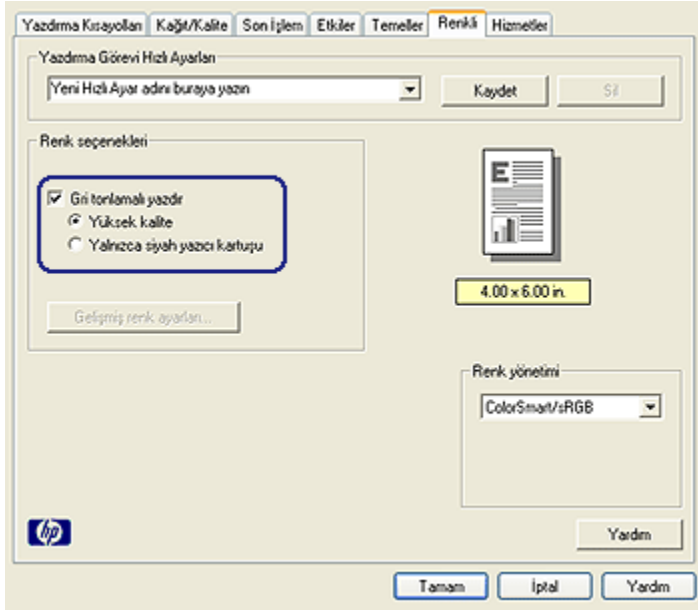 Yazdırma Kısayolları Kağıt/Kalite Son İşlem Etkiler Temeller Renkli Hizmetler
Yazdırma Görevi Hızlı Ayarları
Yeni Hızlı Ayar adını buraya yazın Kaydet Sil
Renk seçenekleri
Gri tonlamalı yazdır
Yüksek kalite
Yalnızca siyah yazıcı kartuşu
Gelişmiş renk ayarları...
E
4.00 x 6.00 in.
Renk yönetimi
ColorSmart/sRGB
hp
Yardım
Tamam İptal Yardım